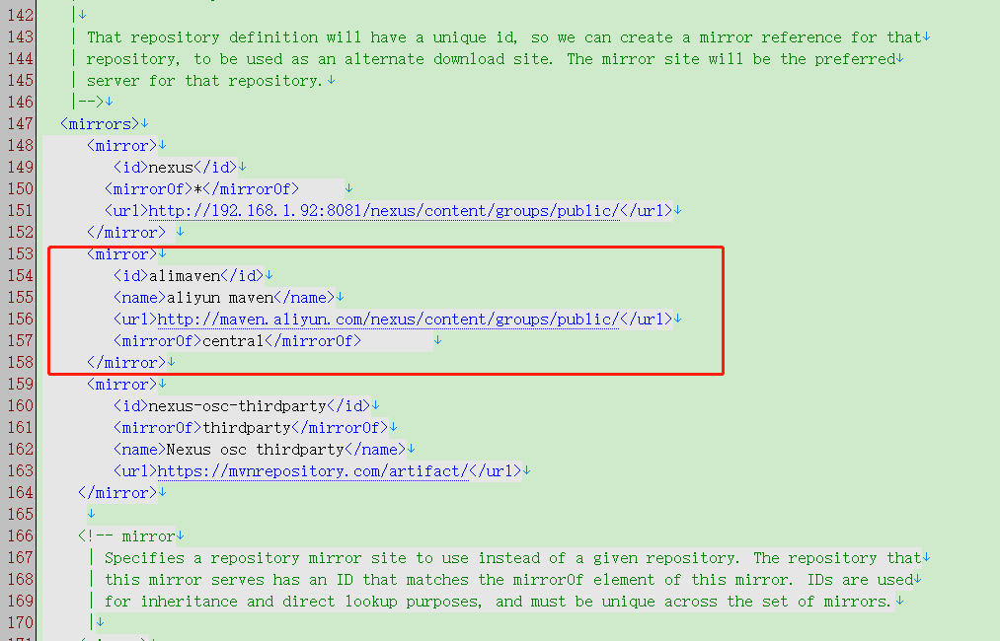 142 |↓
143 | That repository definition will have a unique id, so we can create a mirror reference for that↓
144 | repository, to be used as an alternate download site. The mirror site will be the preferred↓
145 | server for that repository.↓
146 |-->↓
147 <mirrors>↓
148 <mirror>↓
149 <id>nexus</id>↓
150 <mirrorOf>*</mirrorOf> ↓
151 <url>http://192.168.1.92:8081/nexus/content/groups/public/</url>↓
152 </mirror> ↓
153 <mirror>↓
154 <id>alimaven</id>↓
155 <name>aliyun maven</name>↓
156 <url>http://maven.aliyun.com/nexus/content/groups/public/</url>↓
157 <mirrorOf>central</mirrorOf> ↓
158 </mirror>↓
159 <mirror>↓
160 <id>nexus-osc-thirdparty</id>↓
161 <mirrorOf>thirdparty</mirrorOf>↓
162 <name>Nexus osc thirdparty</name>↓
163 <url>https://mvnrepository.com/artifact/</url>↓
164 </mirror>↓
165 ↓
166 <!-- mirror↓
167 | Specifies a repository mirror site to use instead of a given repository. The repository that↓
168 | this mirror serves has an ID that matches the mirrorOf element of this mirror. IDs are used↓
169 | for inheritance and direct lookup purposes, and must be unique across the set of mirrors.↓
170 |↓